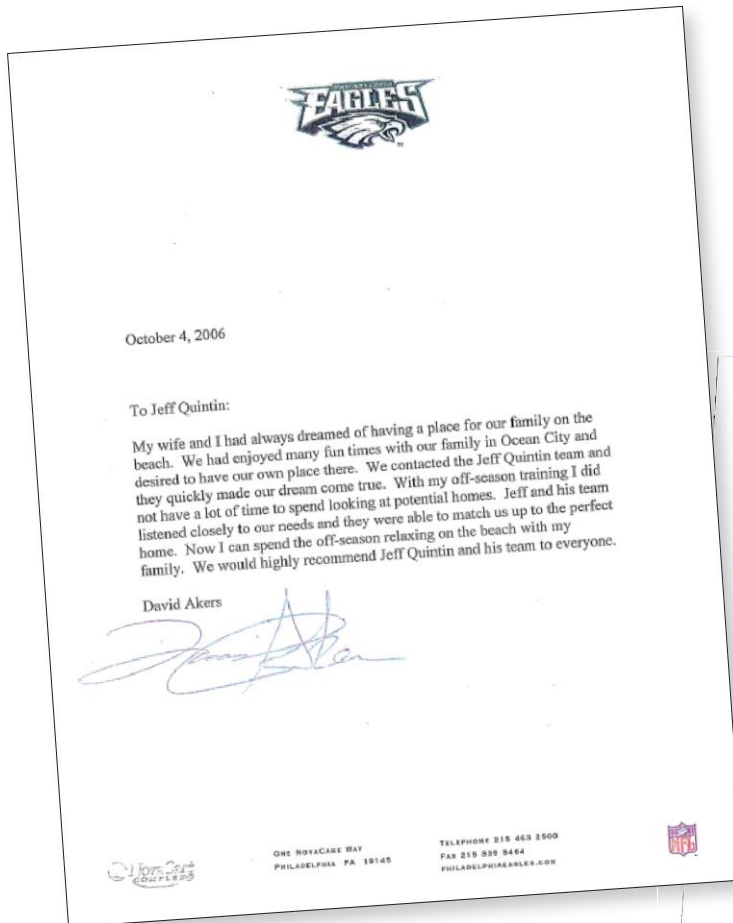 PHILADELPHIA
EAGLES
October 4, 2006
To Jeff Quintin:
My wife and I had always dreamed of having a place for our family on the
beach. We had enjoyed many fun times with our family in Ocean City and
desired to have our own place there. We contacted the Jeff Quintin team and
they quickly made our dream come true. With my off-season training I did
not have a lot of time to spend looking at potential homes. Jeff and his team
listened closely to our needs and they were able to match us up to the perfect
home. Now I can spend the off-season relaxing on the beach with my
family. We would highly recommend Jeff Quintin and his team to everyone.
David Akers
NovaCare
COMPLEX
ONE NOVACARE WAY
PHILADELPHIA PA 19145
TELEPHONE 215 463 2500
FAX 215 339 5464
PHILADELPHIAEAGLES.COM
NFL